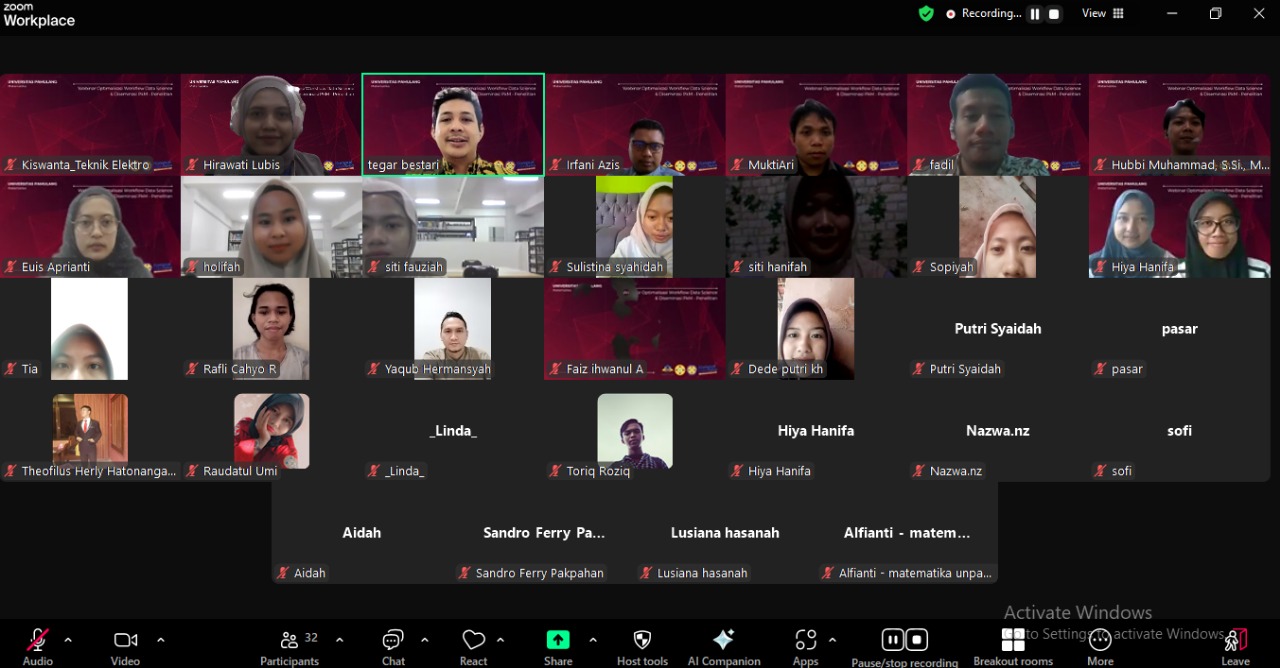 zoom
Workplace
Recording...
View
UNIVERSITAS PAMULANG
Webinar Optimalisasi Workflow Data Science
& Diseminasi PkM - Penelitian
Kiswanta_Teknik Elektro
Hirawati Lubis
tegar bestari
Irfani Azis
MuktiAri
fadil
Hubbi Muhammad, S.Si., M...
Euis Aprianti
holifah
siti fauziah
Sulistina syahidah
siti hanifah
Sopiyah
Hiya Hanifa
Tia
Rafli Cahyo R
Yaqub Hermansyah
Faiz ihwanul A
Dede putri kh
Putri Syaidah
Putri Syaidah
pasar
pasar
Theofilus Herly Hatonanga...
Raudatul Umi
_Linda_
_Linda_
Toriq Roziq
Hiya Hanifa
Hiya Hanifa
Nazwa.nz
Nazwa.nz
sofi
sofi
Aidah
Aidah
Sandro Ferry Pa...
Sandro Ferry Pakpahan
Lusiana hasanah
Lusiana hasanah
Alfianti - matem...
Alfianti - matematika unpa...
Activate Windows
Go to Settings to activate Windows.
Audio
Video
32
Participants
Chat
React
Share
Host tools
AI Companion
Apps
Pause/stop recording
Breakout rooms
More
Leave